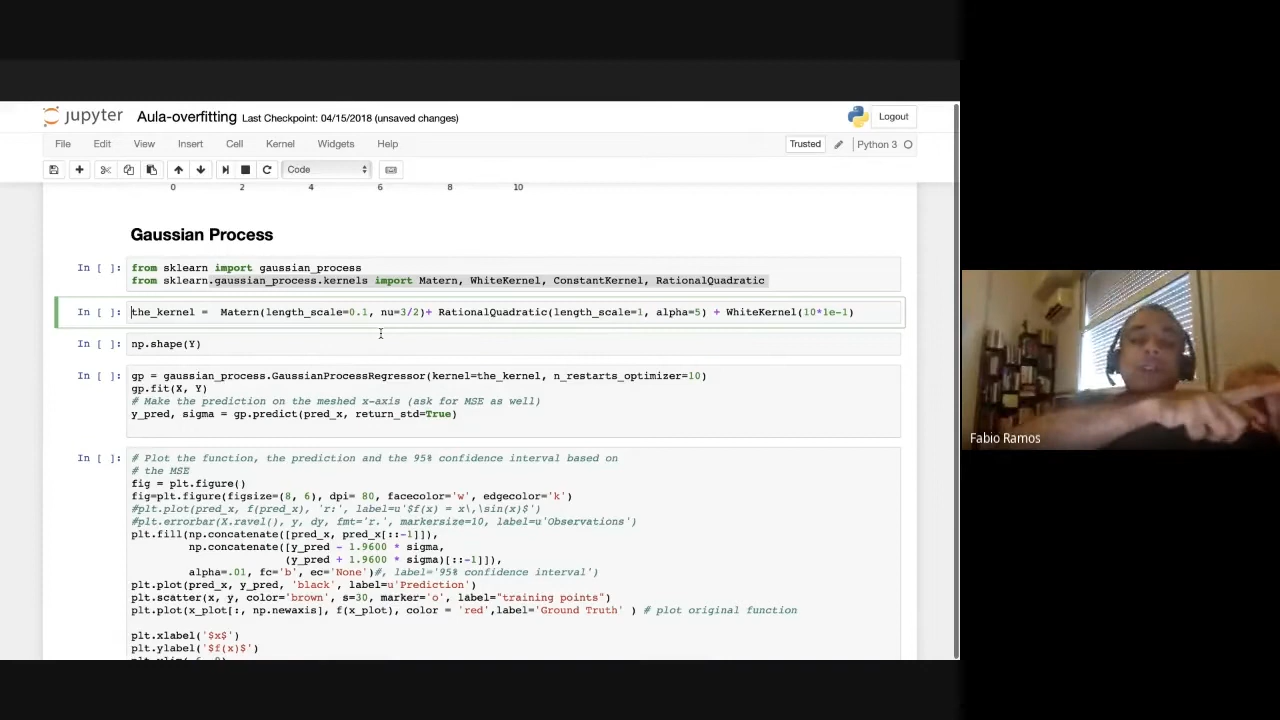 jupyter Aula-overfitting Last Checkpoint: 04/15/2018 (unsaved changes) Logout
File Edit View Insert Cell Kernel Widgets Help Trusted Python 3
Code
0 2 4 6 8 10
Gaussian Process
In [ ]: from sklearn import gaussian_process
from sklearn.gaussian_process.kernels import Matern, WhiteKernel, ConstantKernel, RationalQuadratic
In [ ]: the_kernel = Matern(length_scale=0.1, nu=3/2)+ RationalQuadratic(length_scale=1, alpha=5) + WhiteKernel(10*1e-1)
In [ ]: np.shape(Y)
In [ ]: gp = gaussian_process.GaussianProcessRegressor(kernel=the_kernel, n_restarts_optimizer=10)
gp.fit(X, Y)
# Make the prediction on the meshed x-axis (ask for MSE as well)
y_pred, sigma = gp.predict(pred_x, return_std=True)
In [ ]: # Plot the function, the prediction and the 95% confidence interval based on
# the MSE
fig = plt.figure()
fig=plt.figure(figsize=(8, 6), dpi= 80, facecolor='w', edgecolor='k')
#plt.plot(pred_x, f(pred_x), 'r:', label=u'$f(x) = x\,\sin(x)$')
#plt.errorbar(X.ravel(), y, dy, fmt='r.', markersize=10, label=u'Observations')
plt.fill(np.concatenate([pred_x, pred_x[::-1]]),
np.concatenate([y_pred - 1.9600 * sigma,
(y_pred + 1.9600 * sigma)[::-1]]),
alpha=.01, fc='b', ec='None')#, label='95% confidence interval')
plt.plot(pred_x, y_pred, 'black', label=u'Prediction')
plt.scatter(x, y, color='brown', s=30, marker='o', label="training points")
plt.plot(x_plot[:, np.newaxis], f(x_plot), color = 'red',label='Ground Truth' ) # plot original function
plt.xlabel('$x$')
plt.ylabel('$f(x)$')
Fabio Ramos